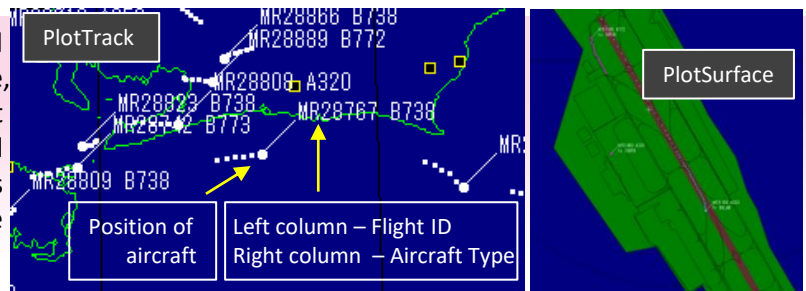 MR28866 B738
MR28889 B772
PlotTrack
MR28808 A320
MR28823 B738
MR28767 B738
B773
MR28809 B738
MR
Position of
aircraft
Left column – Flight ID
Right column – Aircraft Type
PlotSurface